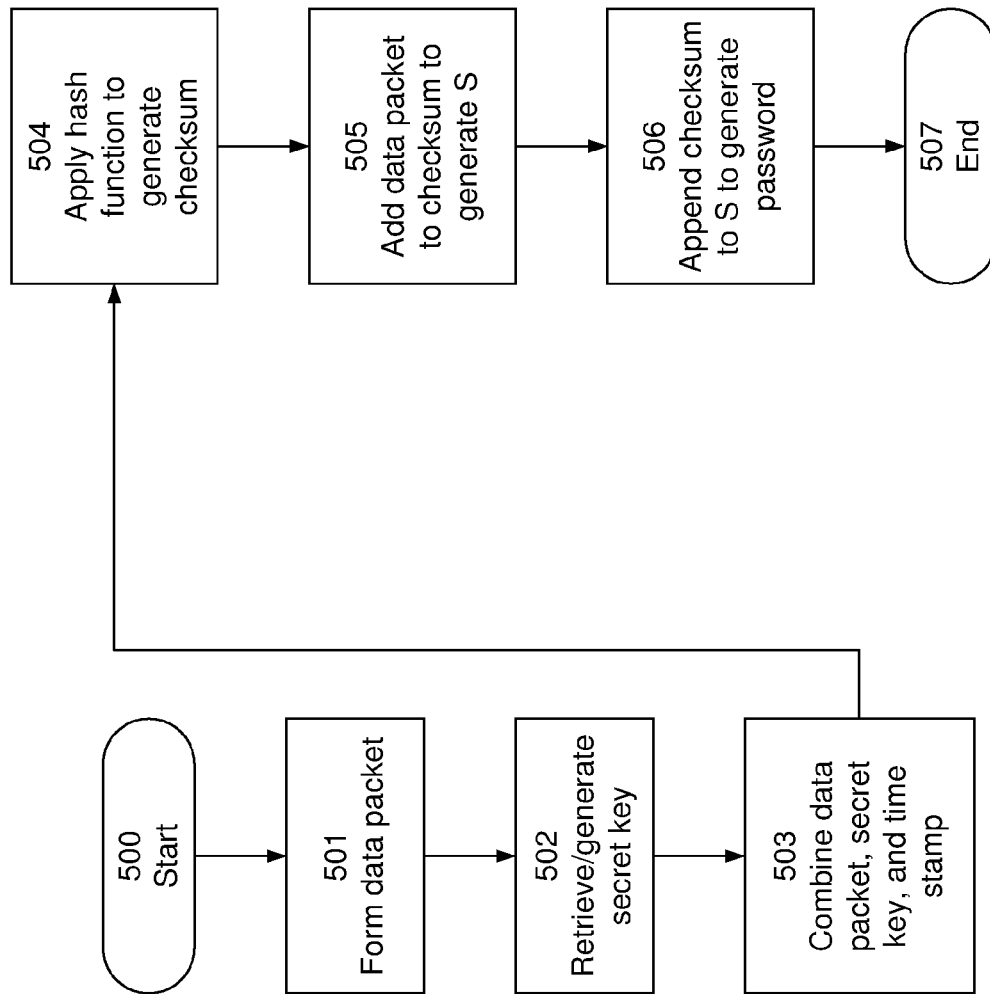 500
Start
501
Form data packet
502
Retrieve/generate
secret key
503
Combine data
packet, secret
key, and time
stamp
504
Apply hash
function to
generate
checksum
505
Add data packet
to checksum to
generate S
506
Append checksum
to S to generate
password
507
End